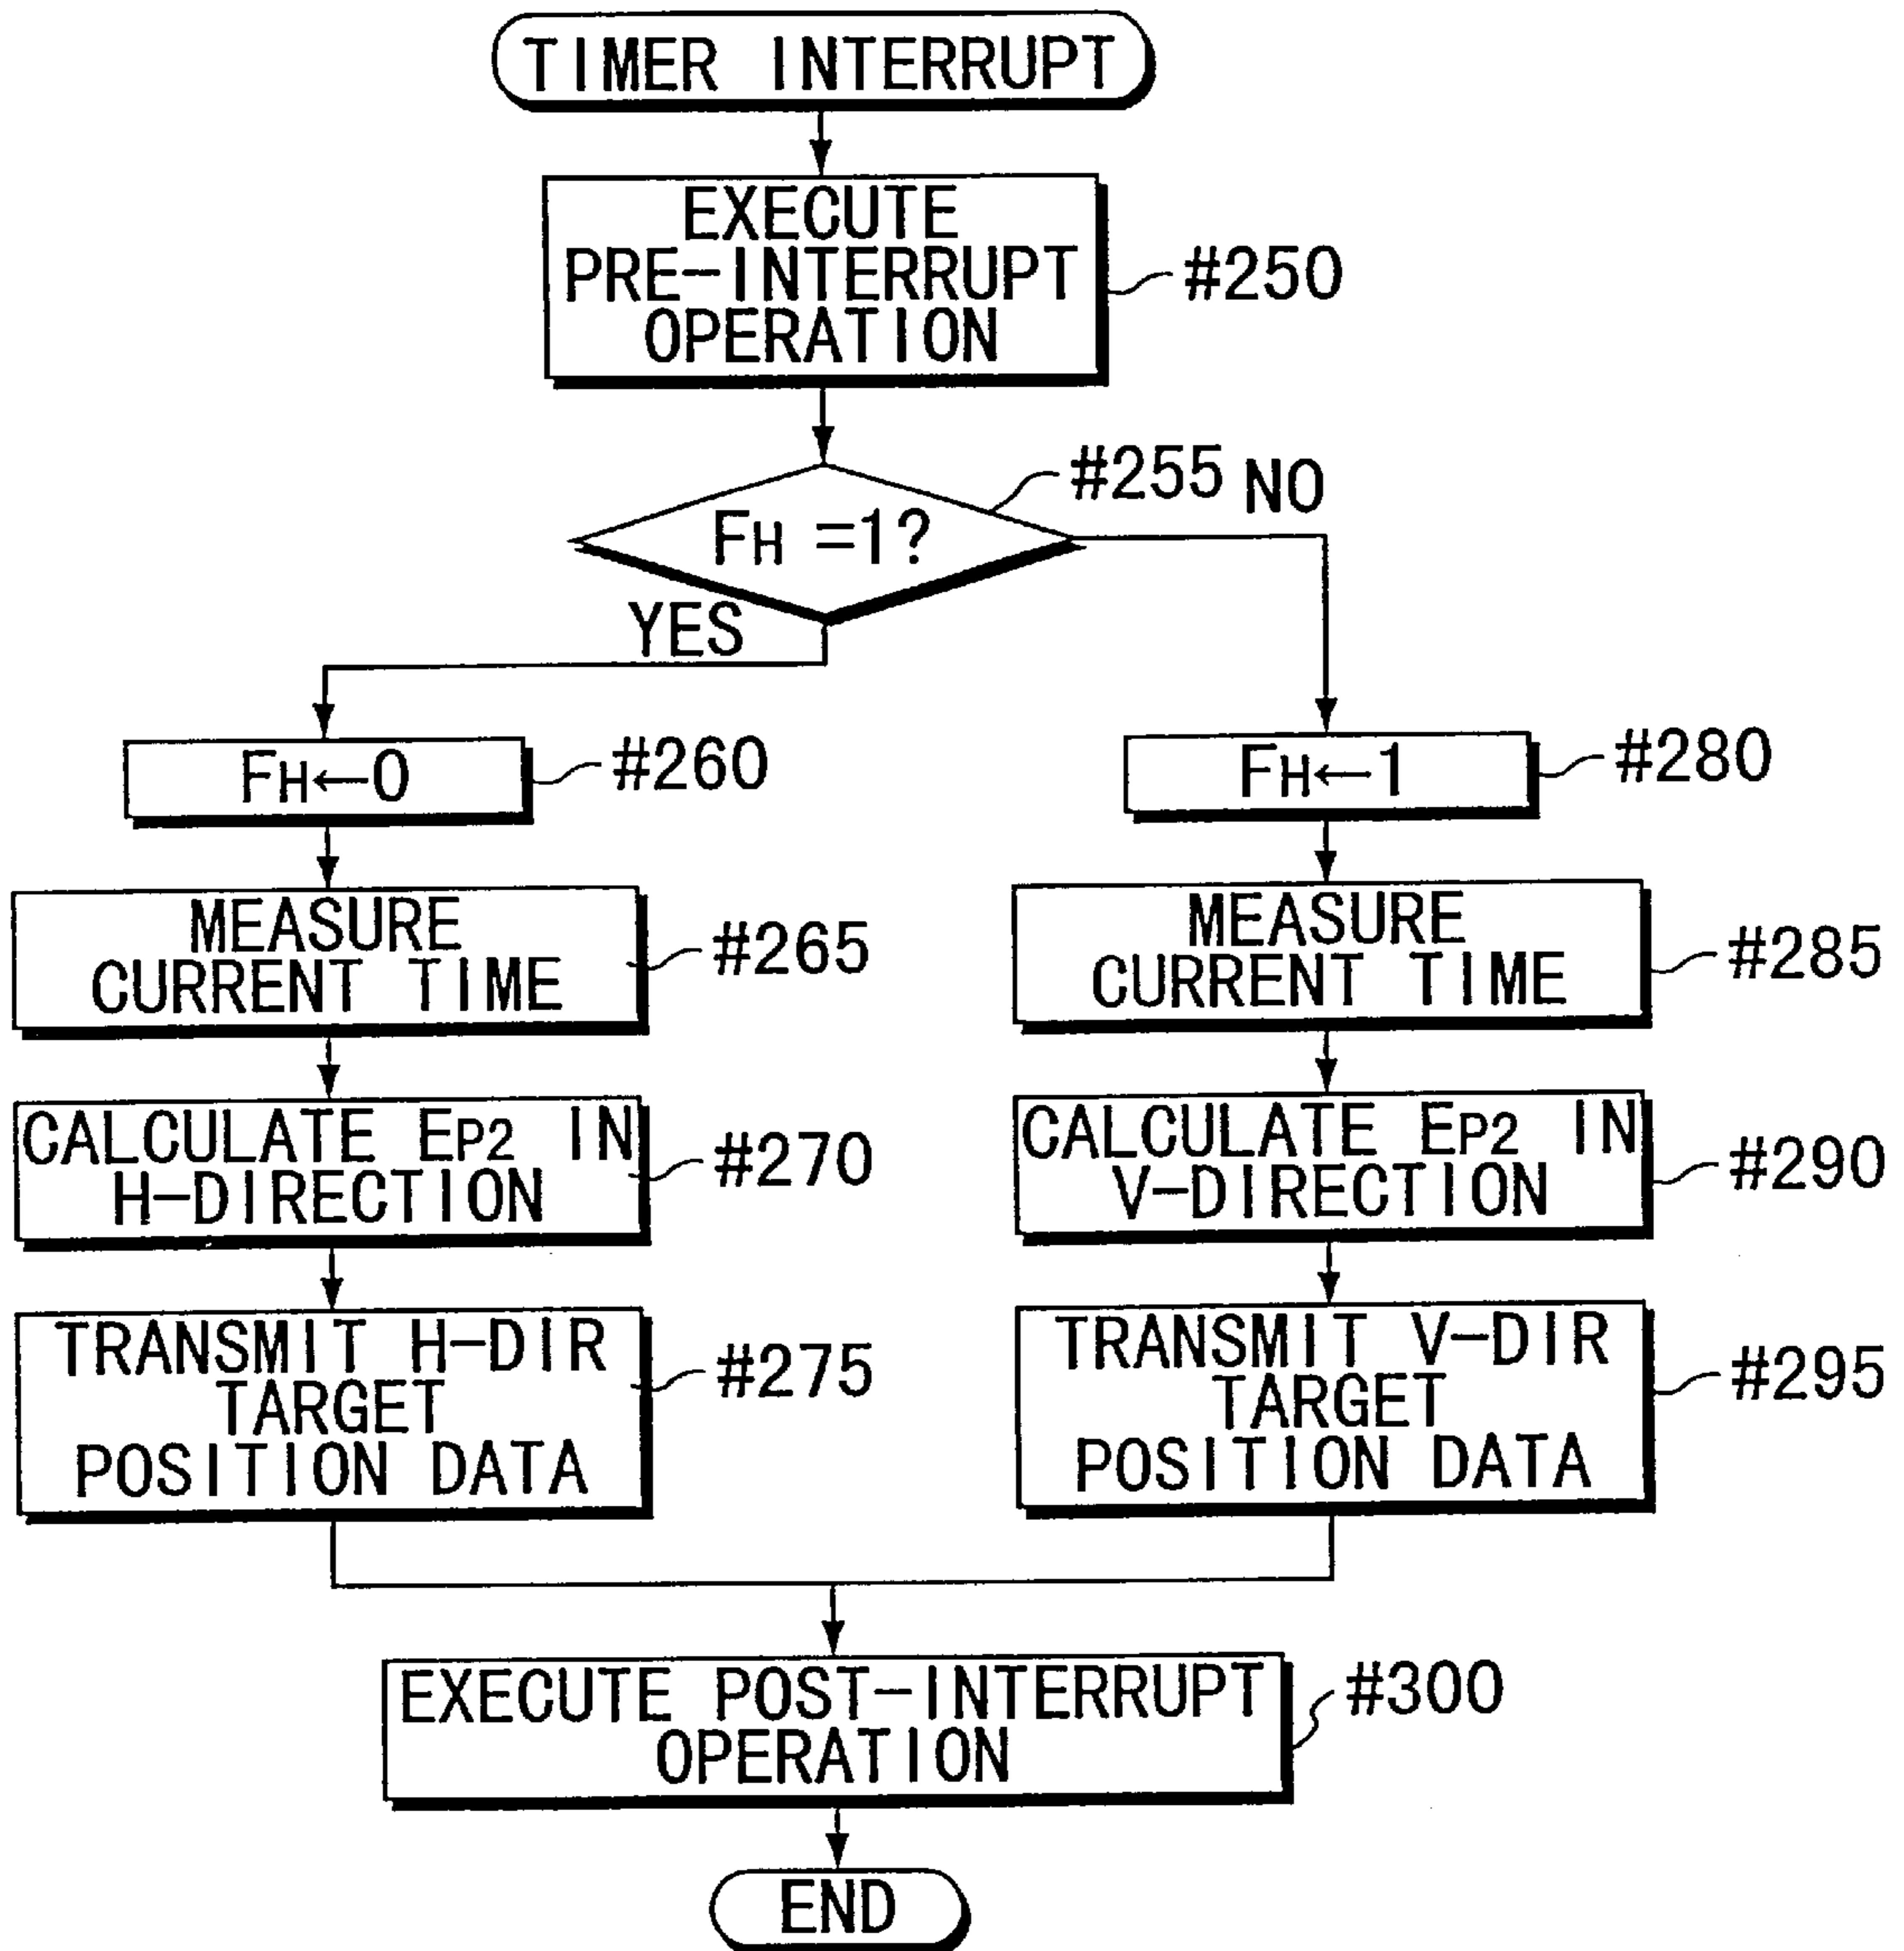 TIMER INTERRUPT
EXECUTE
PRE-INTERRUPT
OPERATION
#250
#255
NO
FH =1?
YES
FH←0
#260
FH←1
#280
MEASURE
CURRENT TIME
#265
MEASURE
CURRENT TIME
#285
CALCULATE EP2 IN
H-DIRECTION
#270
CALCULATE EP2 IN
V-DIRECTION
#290
TRANSMIT H-DIR
TARGET
POSITION DATA
#275
TRANSMIT V-DIR
TARGET
POSITION DATA
#295
EXECUTE POST-INTERRUPT
OPERATION
#300
END